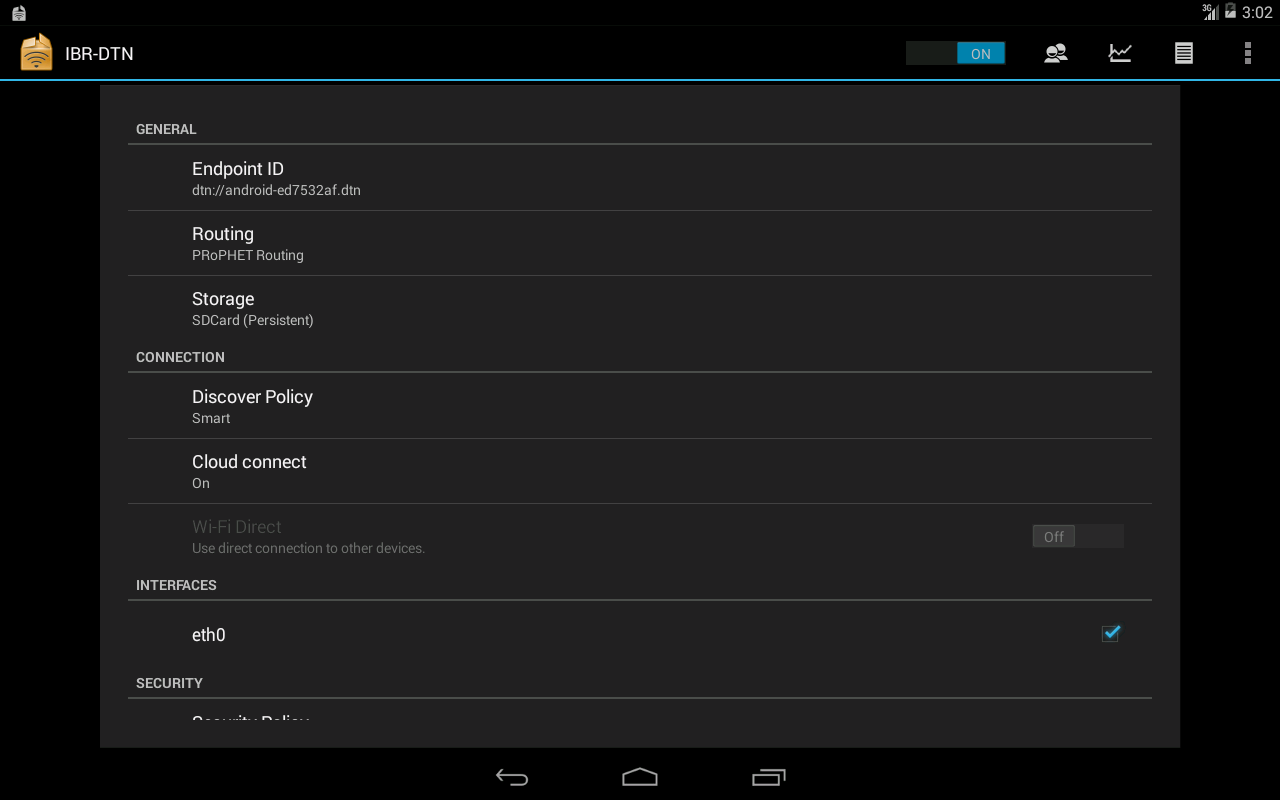 3G 3:02
IBR-DTN ON
GENERAL
Endpoint ID
dtn://android-ed7532af.dtn
Routing
PRoPHET Routing
Storage
SDCard (Persistent)
CONNECTION
Discover Policy
Smart
Cloud connect
On
Wi-Fi Direct
Use direct connection to other devices.
Off
INTERFACES
eth0
SECURITY
Security Policy